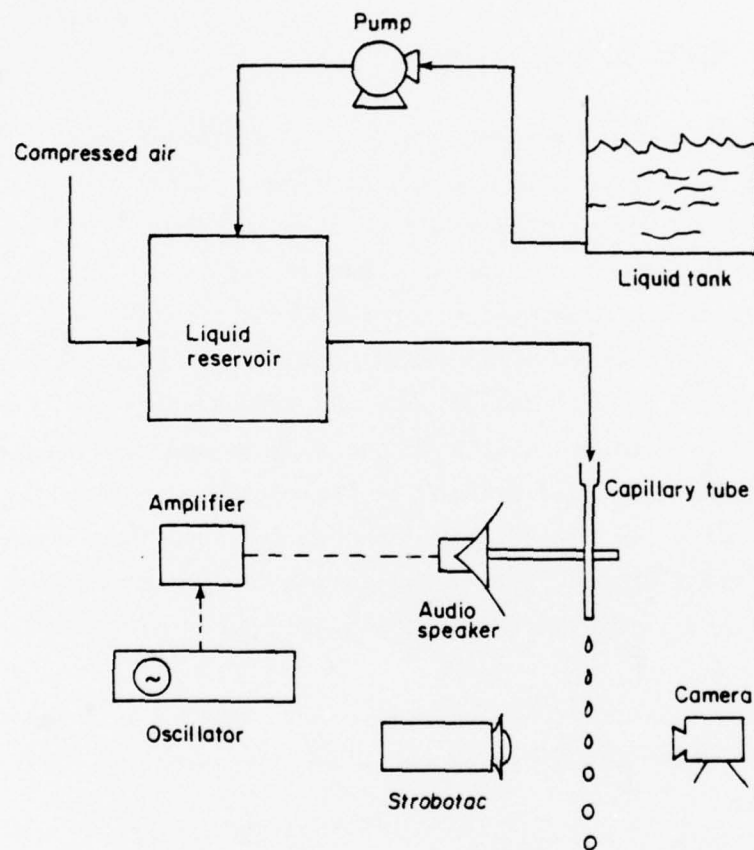 Pump
Compressed air
Liquid tank
Liquid
reservoir
Capillary tube
Amplifier
Audio
speaker
~
Camera
Oscillator
Strobotac